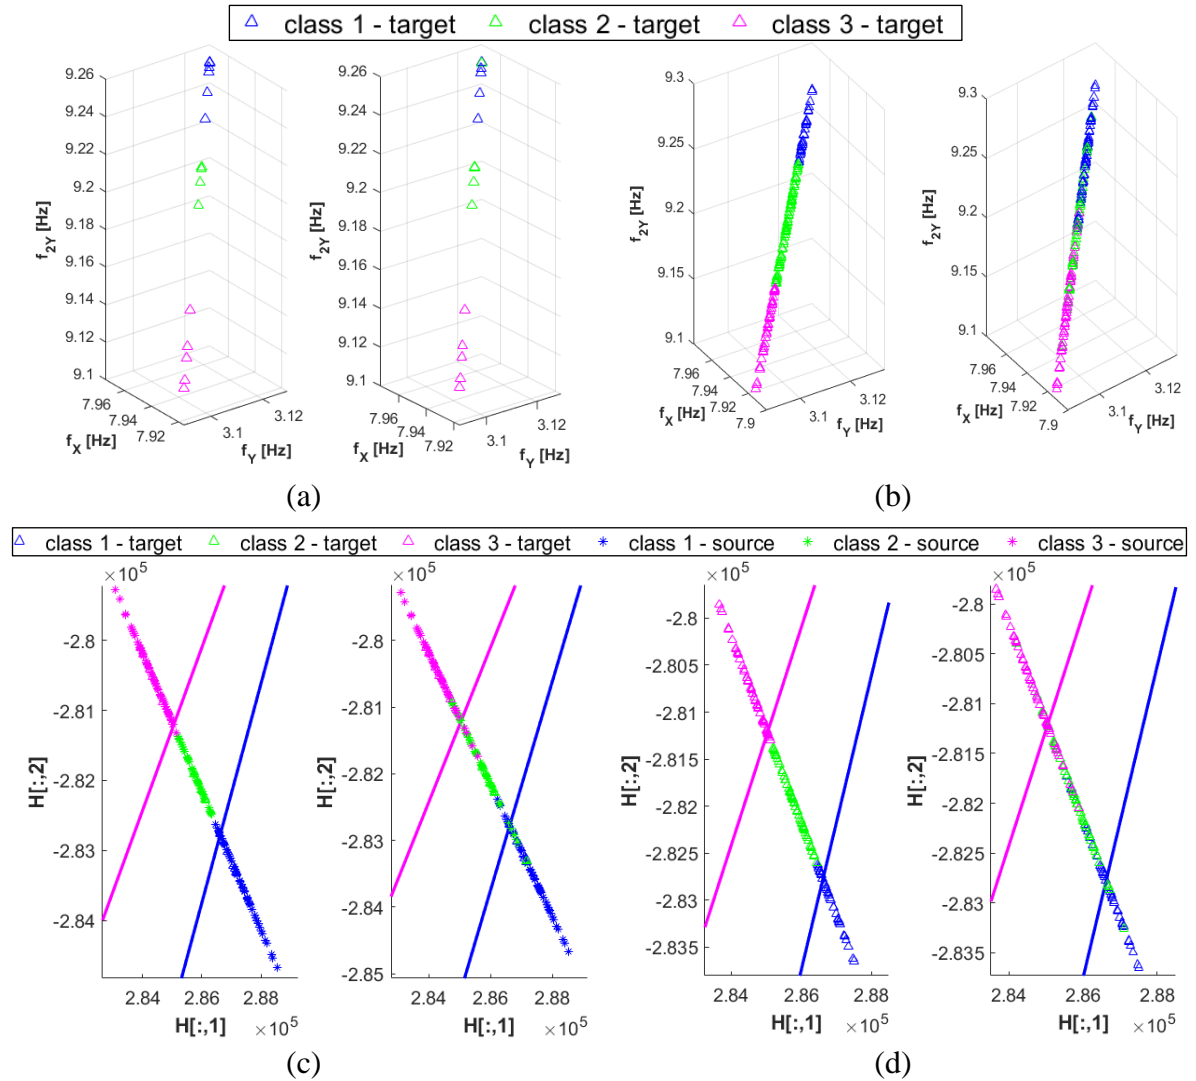 class 1 - target class 2 - target class 3 - target
9.26
9.24
9.22
9.2
9.18
9.16
9.14
9.12
9.1
f2Y [Hz]
7.96
7.94
7.92
fX [Hz]
3.1
3.12
fY [Hz]
9.26
9.24
9.22
9.2
9.18
9.16
9.14
9.12
9.1
f2Y [Hz]
7.96
7.94
7.92
fX [Hz]
3.1
3.12
fY [Hz]
9.3
9.25
9.2
9.15
9.1
f2Y [Hz]
7.96
7.94
7.92
7.9
fX [Hz]
3.1
3.12
fY [Hz]
9.3
9.25
9.2
9.15
9.1
f2Y [Hz]
7.96
7.94
7.92
7.9
fX [Hz]
3.1
3.12
fY [Hz]
(a)
(b)
class 1 - target class 2 - target class 3 - target class 1 - source class 2 - source class 3 - source
×10^5
-2.8
-2.81
-2.82
-2.83
-2.84
H[:,2]
2.84 2.86 2.88
H[:,1] ×10^5
×10^5
-2.8
-2.81
-2.82
-2.83
-2.84
-2.85
H[:,2]
2.84 2.86 2.88
H[:,1] ×10^5
×10^5
-2.8
-2.805
-2.81
-2.815
-2.82
-2.825
-2.83
-2.835
H[:,2]
2.84 2.86 2.88
H[:,1] ×10^5
×10^5
-2.8
-2.805
-2.81
-2.815
-2.82
-2.825
-2.83
-2.835
H[:,2]
2.84 2.86 2.88
H[:,1] ×10^5
(c)
(d)